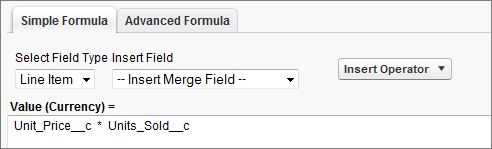 Simple Formula Advanced Formula
Select Field Type Insert Field
Line Item -- Insert Merge Field -- Insert Operator
Value (Currency) =
Unit_Price__c * Units_Sold__c